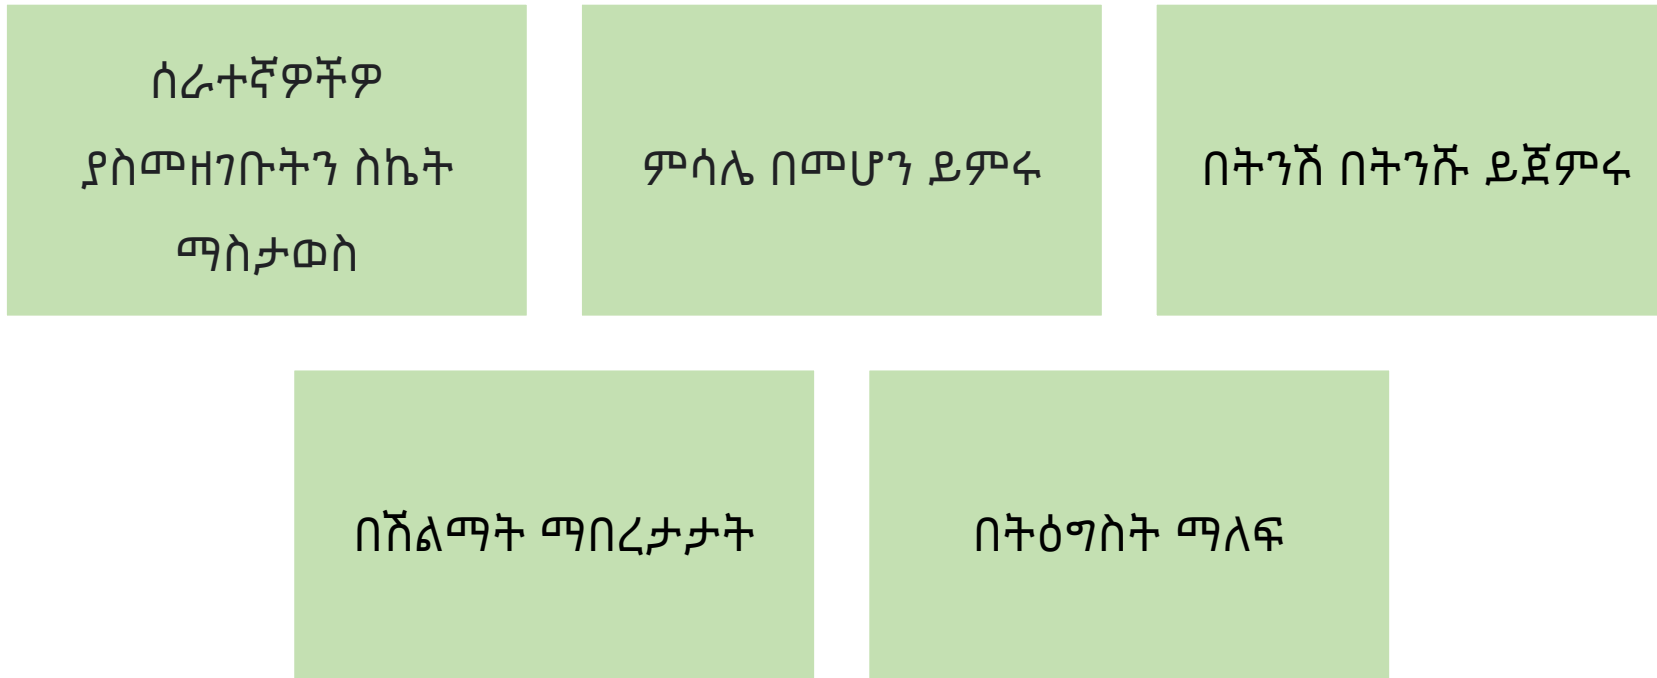 ሰራተኛዎችዎ
ያስመዘገቡትን ስኬት
ማስታወስ
ምሳሌ በመሆን ይምሩ
በትንሽ በትንሹ ይጀምሩ
በሽልማት ማበረታታት
በትዕግስት ማለፍ